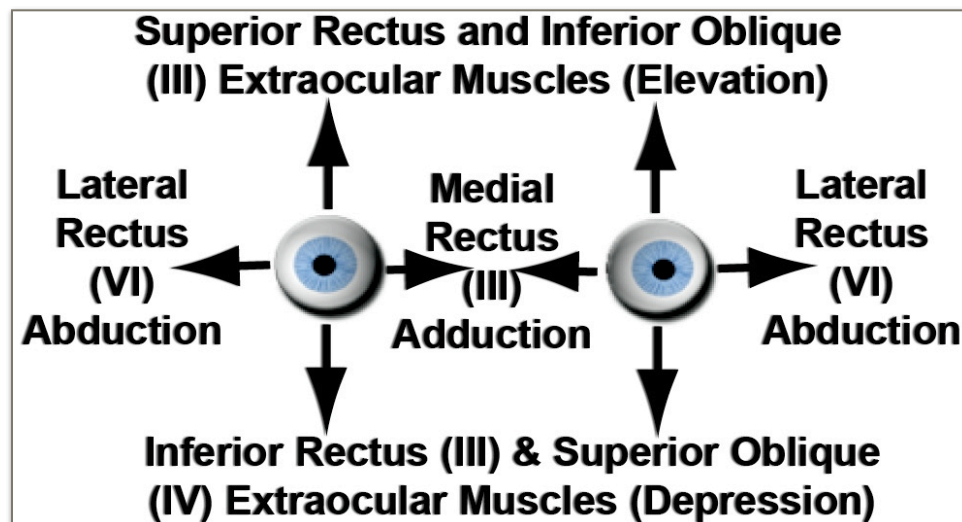 Superior Rectus and Inferior Oblique
(III) Extraocular Muscles (Elevation)
Lateral
Rectus
(VI)
Abduction
Medial
Rectus
(III)
Adduction
Lateral
Rectus
(VI)
Abduction
Inferior Rectus (III) & Superior Oblique
(IV) Extraocular Muscles (Depression)